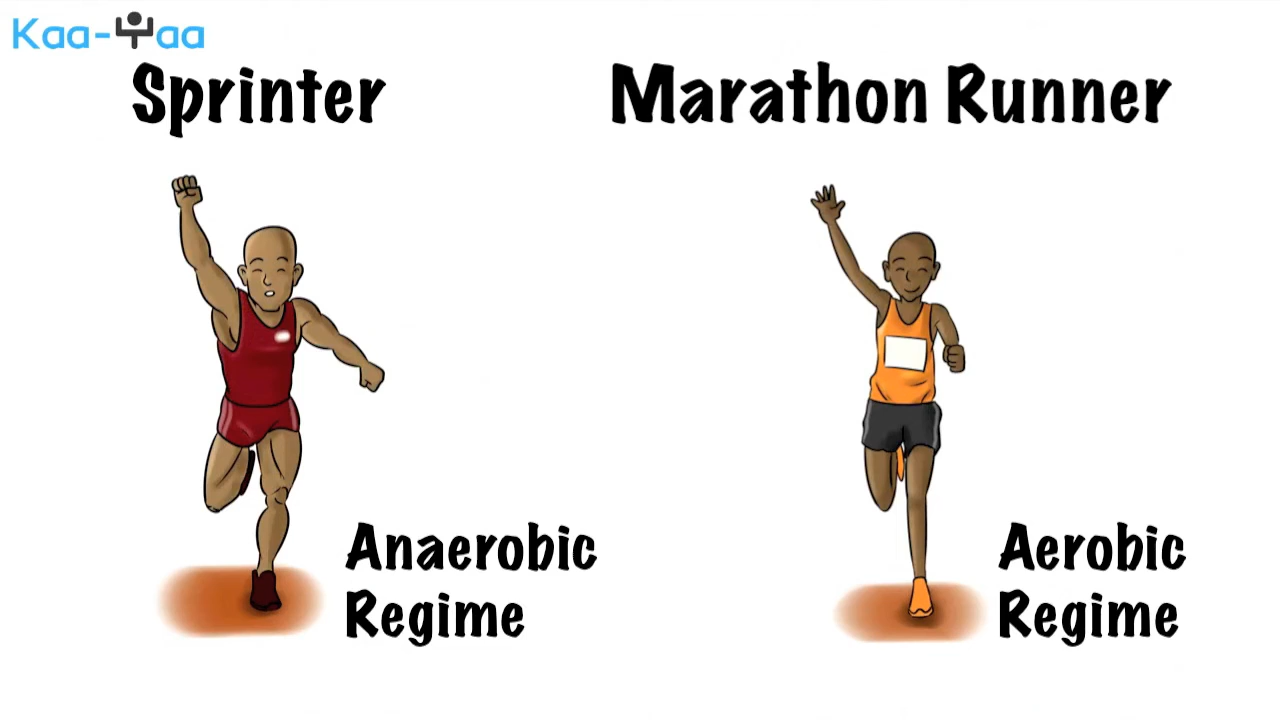 Kaa-Yaa
Sprinter
Marathon Runner
Anaerobic
Regime
Aerobic
Regime